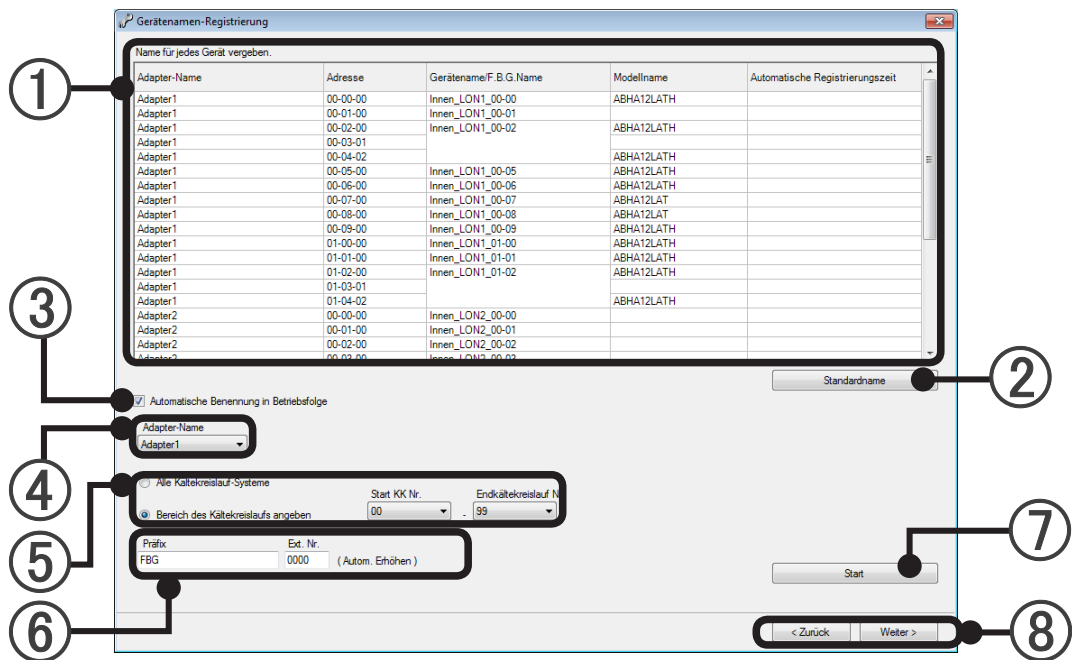 Gerätenamen-Registrierung
Name für jedes Gerät vergeben.
Adapter-Name Adresse Gerätename/F.B.G.Name Modellname Automatische Registrierungszeit
Adapter1 00-00-00 Innen_LON1_00-00 ABHA12LATH
Adapter1 00-01-00 Innen_LON1_00-01
Adapter1 00-02-00 Innen_LON1_00-02 ABHA12LATH
Adapter1 00-03-01
Adapter1 00-04-02 ABHA12LATH
Adapter1 00-05-00 Innen_LON1_00-05 ABHA12LATH
Adapter1 00-06-00 Innen_LON1_00-06 ABHA12LATH
Adapter1 00-07-00 Innen_LON1_00-07 ABHA12LAT
Adapter1 00-08-00 Innen_LON1_00-08 ABHA12LAT
Adapter1 00-09-00 Innen_LON1_00-09 ABHA12LATH
Adapter1 01-00-00 Innen_LON1_01-00 ABHA12LATH
Adapter1 01-01-00 Innen_LON1_01-01 ABHA12LATH
Adapter1 01-02-00 Innen_LON1_01-02 ABHA12LATH
Adapter1 01-03-01
Adapter1 01-04-02 ABHA12LATH
Adapter2 00-00-00 Innen_LON2_00-00
Adapter2 00-01-00 Innen_LON2_00-01
Adapter2 00-02-00 Innen_LON2_00-02
Adapter2 00-03-00 Innen_LON2_00-03
1
Standardname
2
3
Automatische Benennung in Betriebsfolge
Adapter-Name
Adapter1
4
Alle Kältekreislauf-Systeme
Start KK Nr. Endkältekreislauf N
Bereich des Kältekreislaufs angeben 00 - 99
5
Präfix Ext. Nr.
FBG 0000 ( Autom. Erhöhen )
6
Start
7
< Zurück Weiter >
8